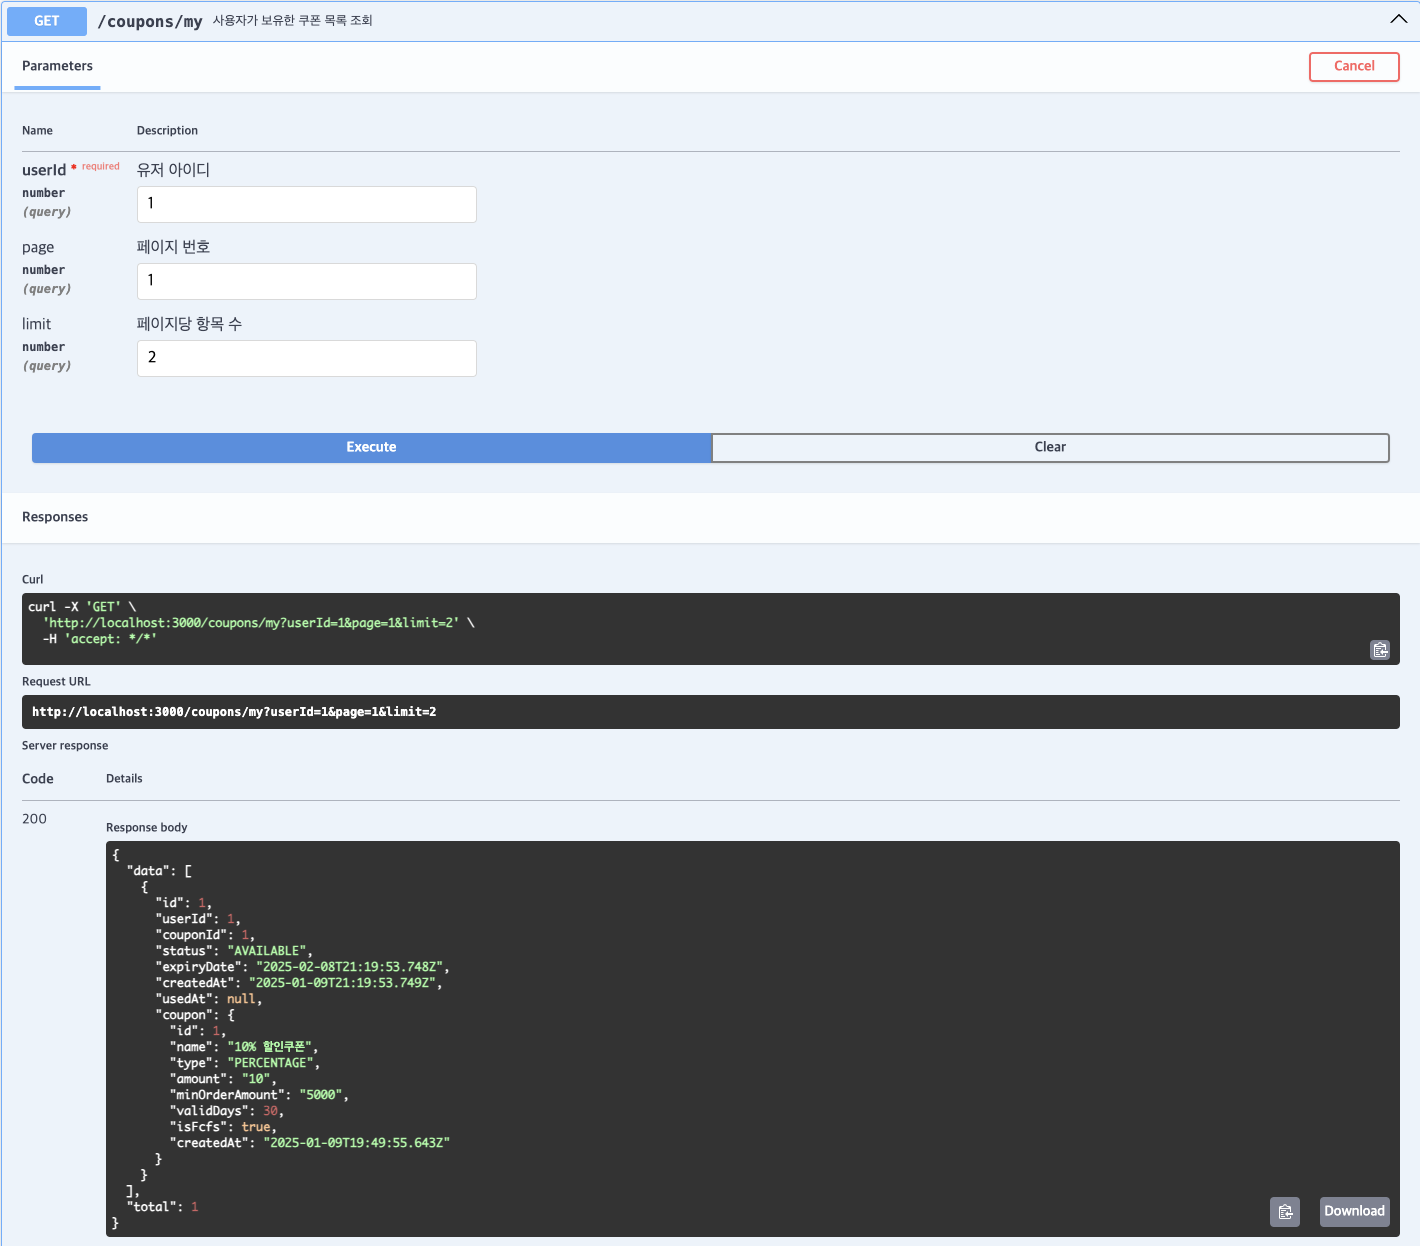 GET /coupons/my 사용자가 보유한 쿠폰 목록 조회
Parameters
Cancel
Name Description
userId * required 유저 아이디
number
(query)
1
page 페이지 번호
number
(query)
1
limit 페이지당 항목 수
number
(query)
2
Execute Clear
Responses
Curl
curl -X 'GET' \
'http://localhost:3000/coupons/my?userId=1&page=1&limit=2' \
-H 'accept: */*'
Request URL
http://localhost:3000/coupons/my?userId=1&page=1&limit=2
Server response
Code Details
200
Response body
{
"data": [
{
"id": 1,
"userId": 1,
"couponId": 1,
"status": "AVAILABLE",
"expiryDate": "2025-02-08T21:19:53.748Z",
"createdAt": "2025-01-09T21:19:53.749Z",
"usedAt": null,
"coupon": {
"id": 1,
"name": "10% 할인쿠폰",
"type": "PERCENTAGE",
"amount": "10",
"minOrderAmount": "5000",
"validDays": 30,
"isFcfs": true,
"createdAt": "2025-01-09T19:49:55.643Z"
}
}
],
"total": 1
}
Download